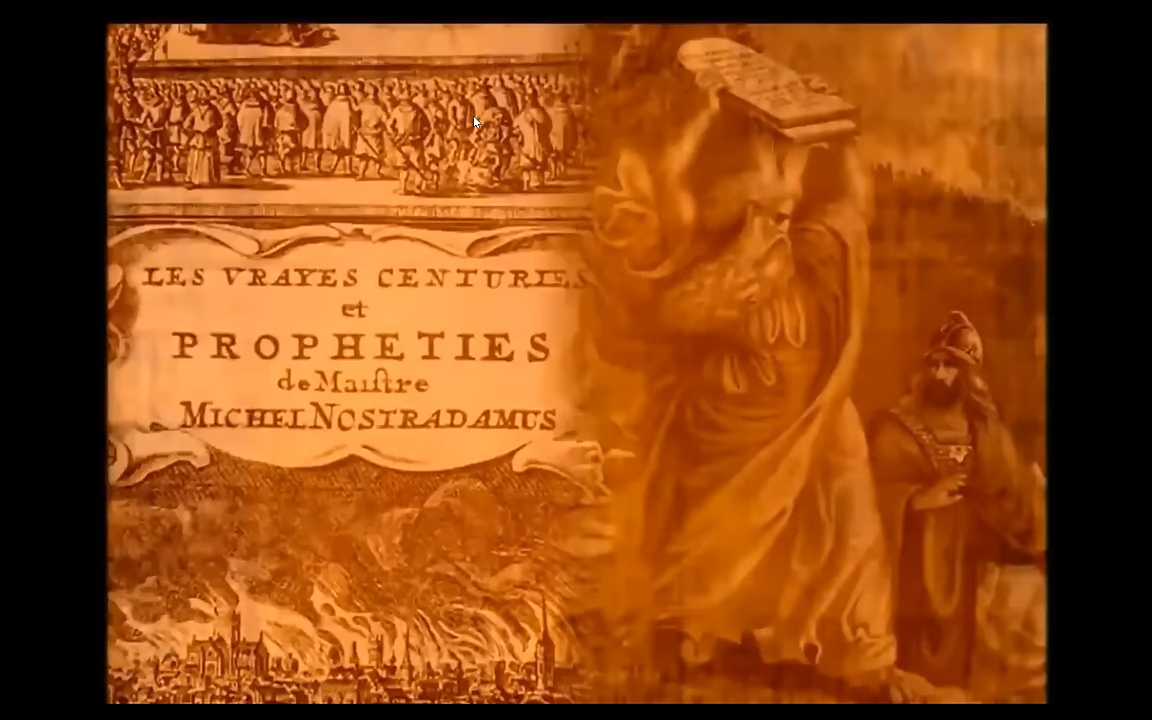 LES VRAYES CENTURIES
et
PROPHETIES
de Maiſtre
MICHEL NOSTRADAMUS